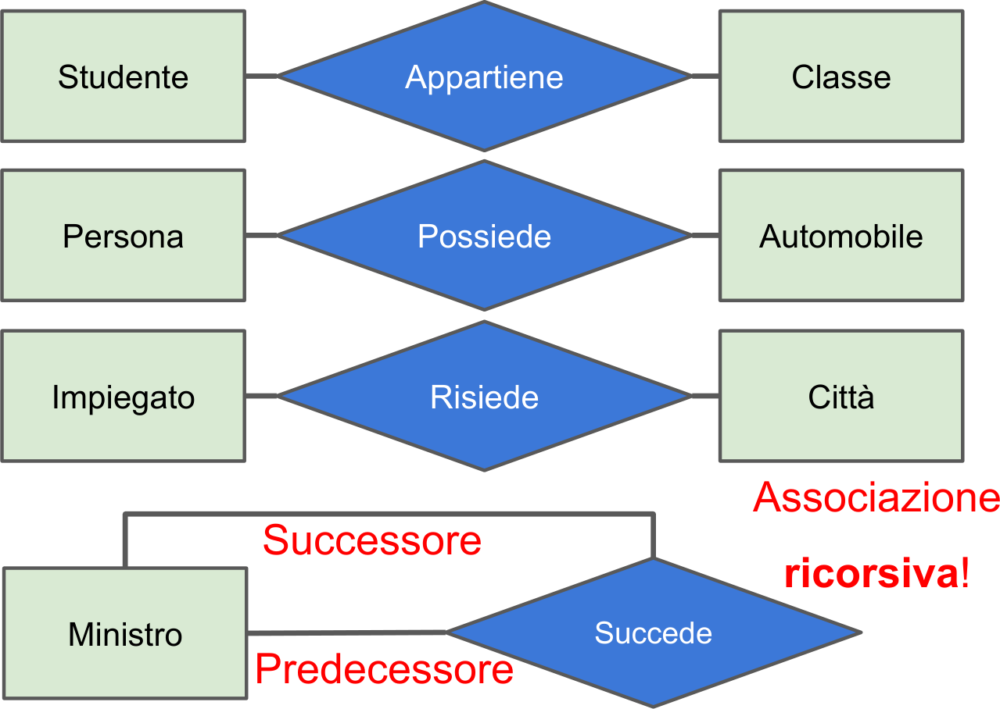 Studente
Appartiene
Classe
Persona
Possiede
Automobile
Impiegato
Risiede
Città
Associazione
ricorsiva!
Successore
Ministro
Succede
Predecessore